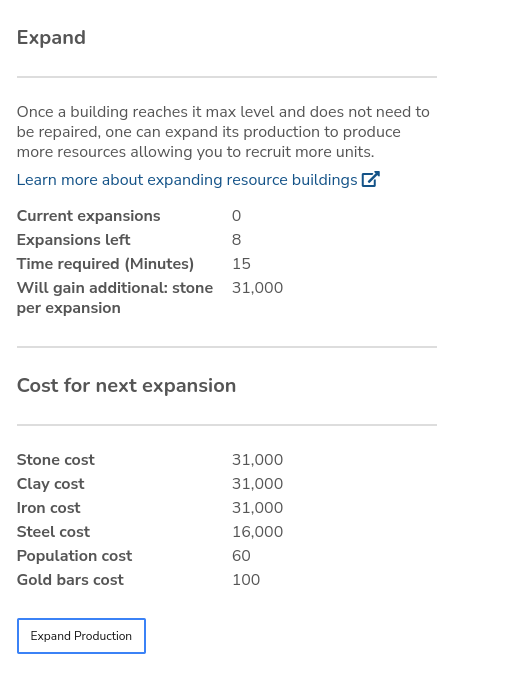 Expand
Once a building reaches it max level and does not need to
be repaired, one can expand its production to produce
more resources allowing you to recruit more units.
Learn more about expanding resource buildings
Current expansions 0
Expansions left 8
Time required (Minutes) 15
Will gain additional: stone 31,000
per expansion
Cost for next expansion
Stone cost 31,000
Clay cost 31,000
Iron cost 31,000
Steel cost 16,000
Population cost 60
Gold bars cost 100
Expand Production